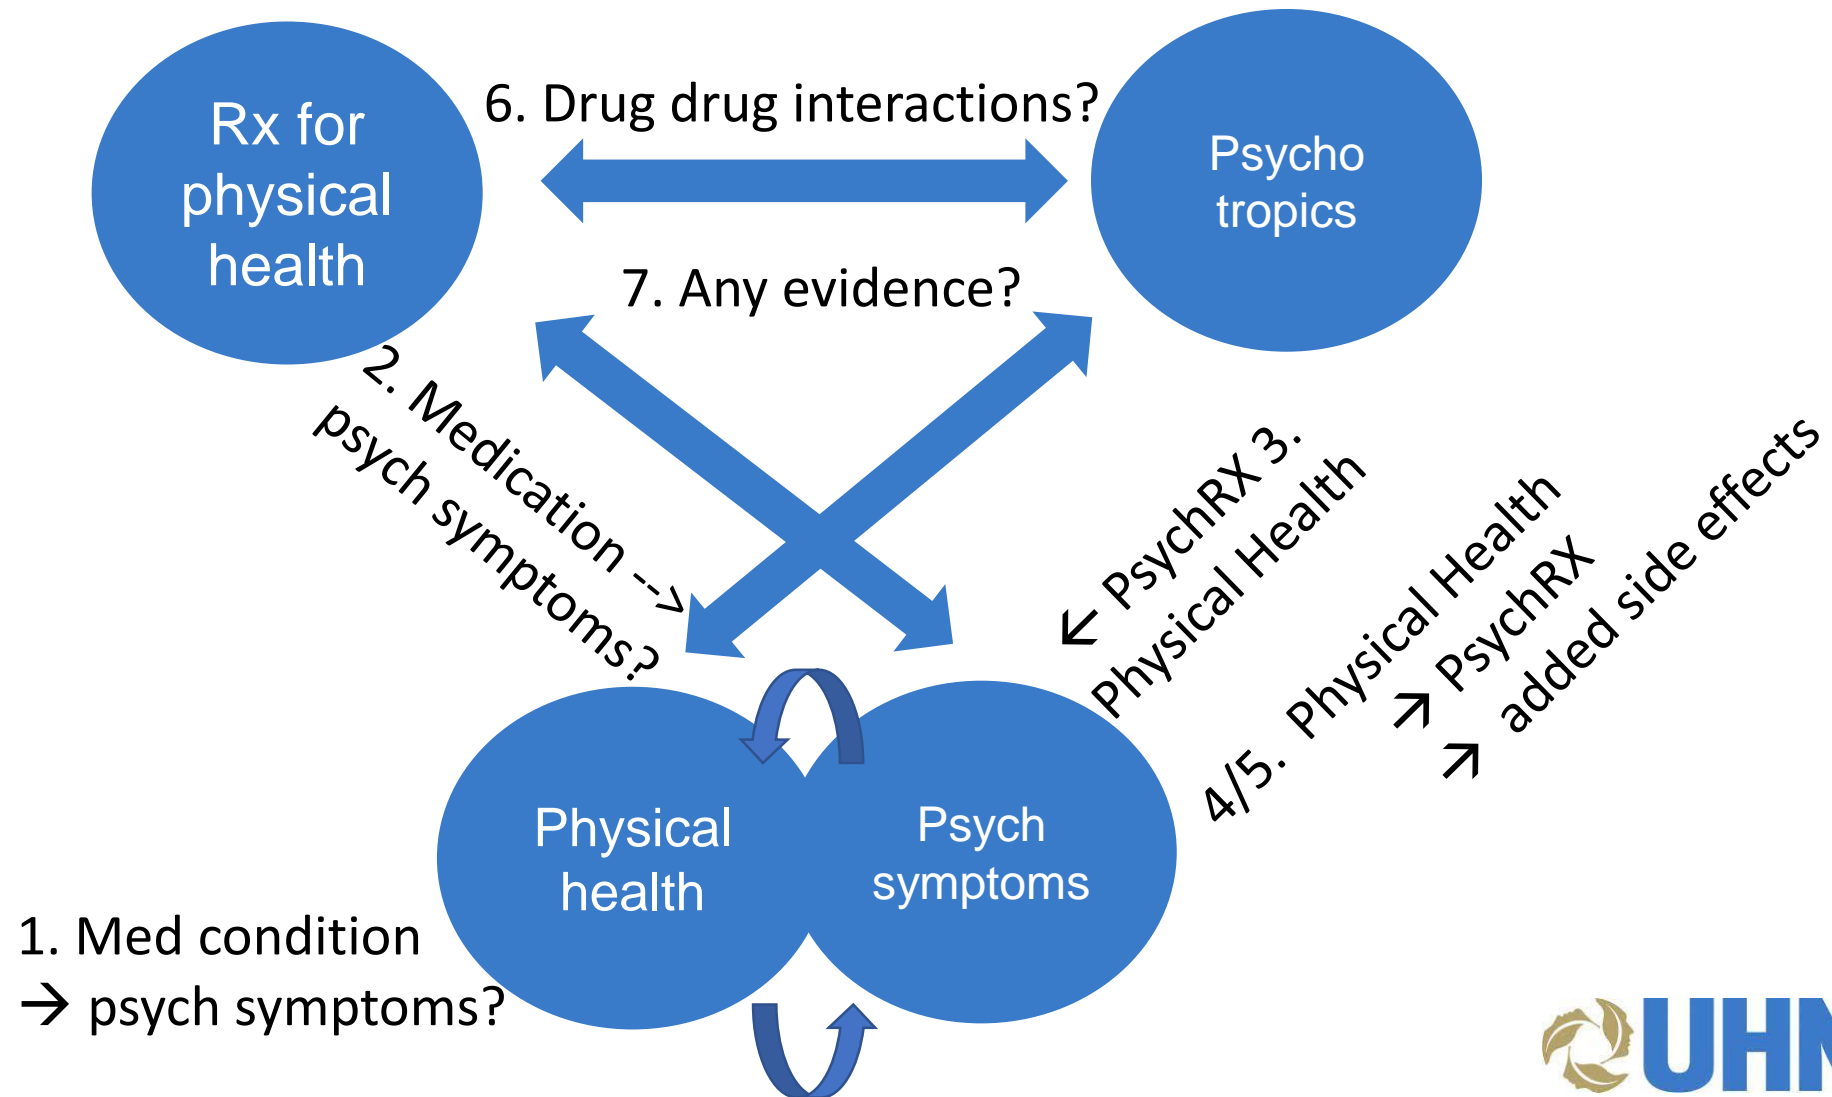 Rx for
physical
health
6. Drug drug interactions?
Psycho
tropics
7. Any evidence?
2. Medication -->
psych symptoms?
← PsychRX 3.
Physical Health
4/5. Physical Health
→ PsychRX
→ added side effects
Physical
health
Psych
symptoms
1. Med condition
→ psych symptoms?
UHN